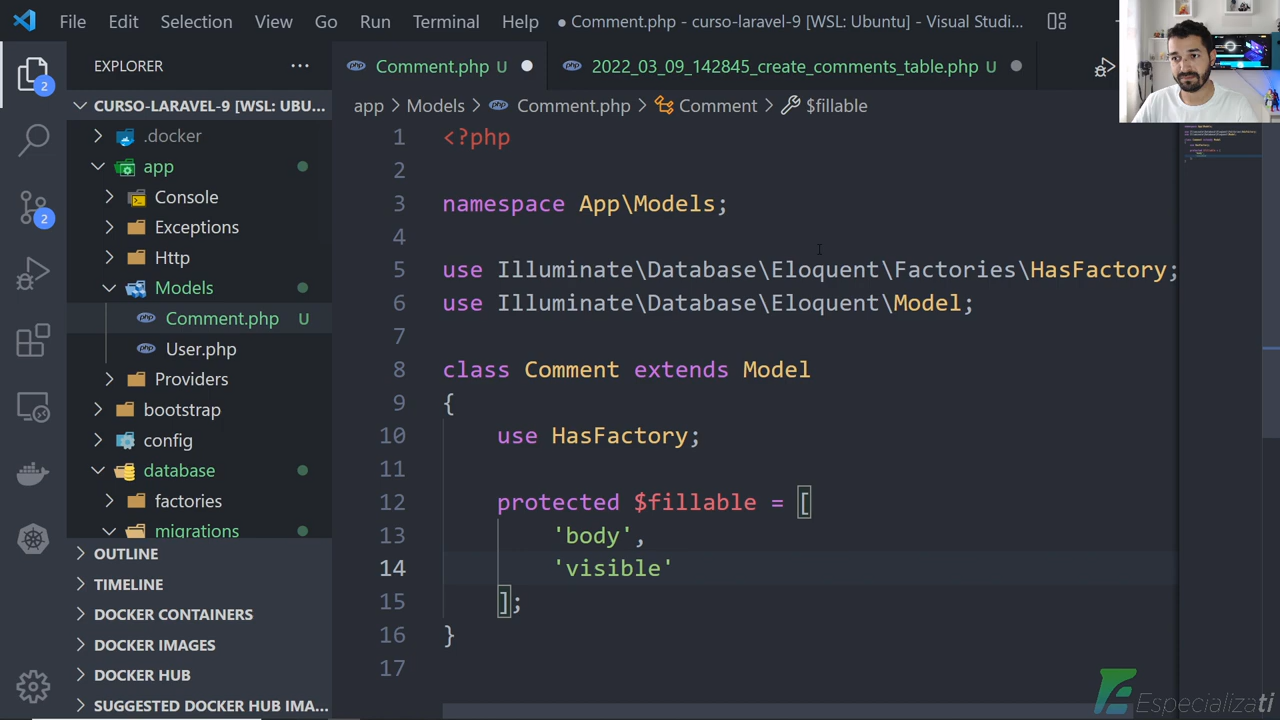 File Edit Selection View Go Run Terminal Help ● Comment.php - curso-laravel-9 [WSL: Ubuntu] - Visual Studi...
EXPLORER ...
Comment.php U
2022_03_09_142845_create_comments_table.php U
CURSO-LARAVEL-9 [WSL: UBU...
app > Models > Comment.php > Comment > $fillable
.docker
app
Console
Exceptions
Http
Models
Comment.php U
User.php
Providers
bootstrap
config
database
factories
migrations
OUTLINE
TIMELINE
DOCKER CONTAINERS
DOCKER IMAGES
DOCKER HUB
SUGGESTED DOCKER HUB IMA...
2
2
1 <?php
2
3 namespace App\Models;
4
5 use Illuminate\Database\Eloquent\Factories\HasFactory;
6 use Illuminate\Database\Eloquent\Model;
7
8 class Comment extends Model
9 {
10 use HasFactory;
11
12 protected $fillable = [
13 'body',
14 'visible'
15 ];
16 }
17
Especializati